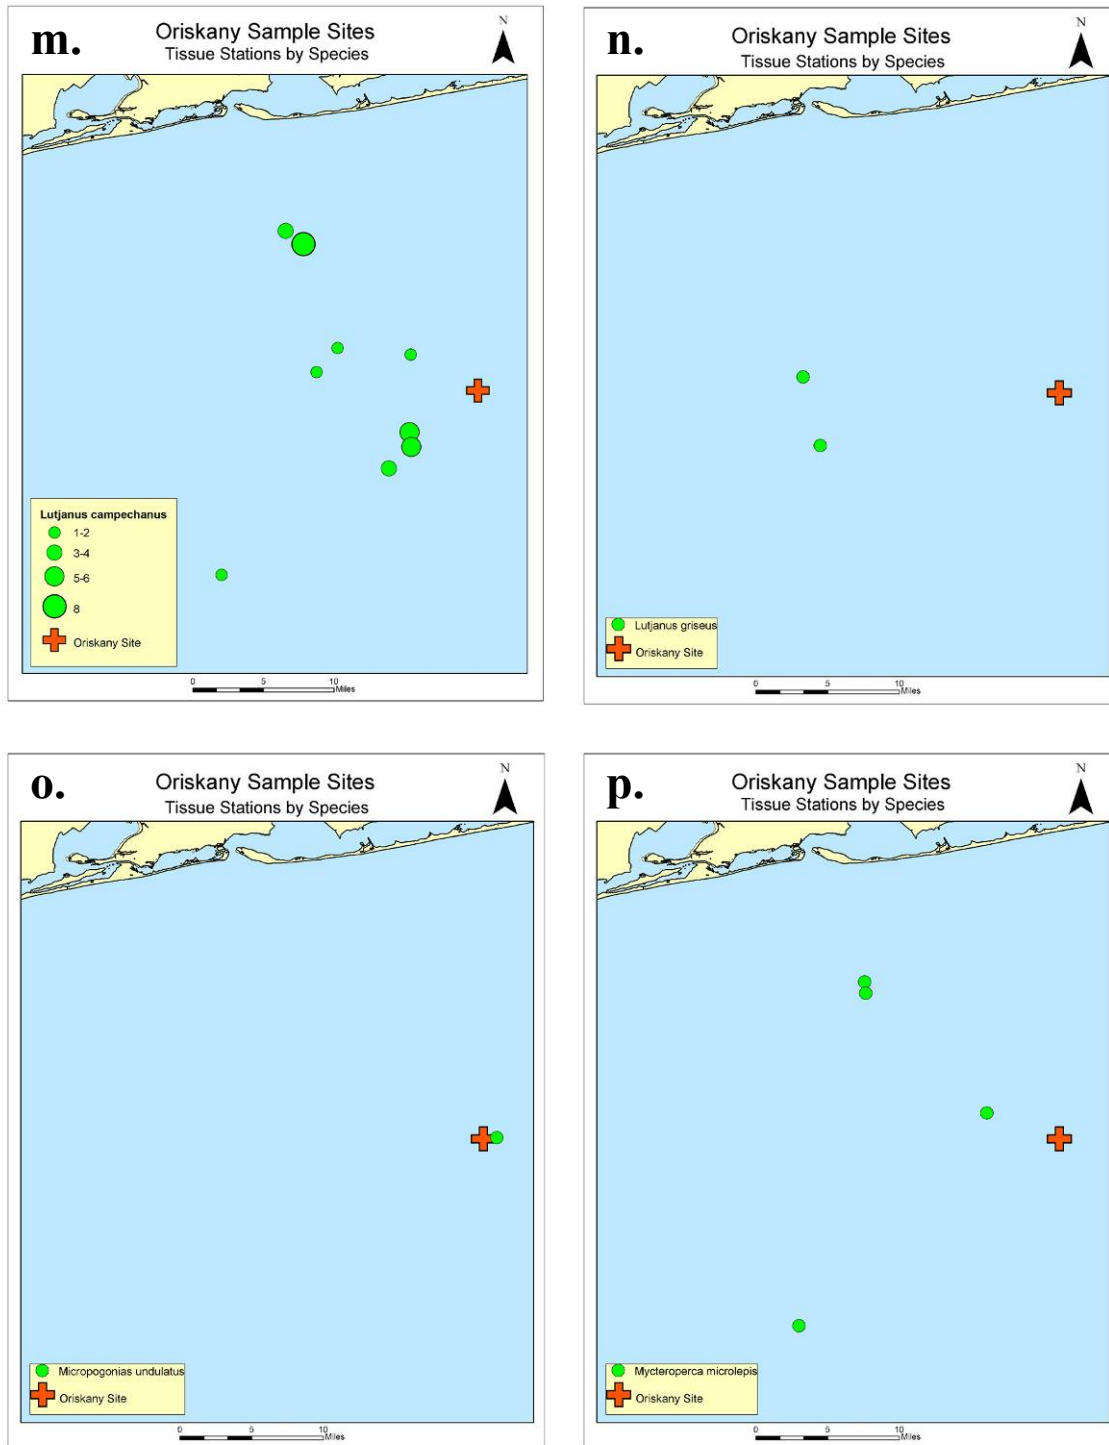 m.
Oriskany Sample Sites
Tissue Stations by Species
N
Lutjanus campechanus
1-2
3-4
5-6
8
Oriskany Site
0 5 10
Miles
n.
Oriskany Sample Sites
Tissue Stations by Species
N
Lutjanus griseus
Oriskany Site
0 5 10
Miles
o.
Oriskany Sample Sites
Tissue Stations by Species
N
Micropogonias undulatus
Oriskany Site
0 5 10
Miles
p.
Oriskany Sample Sites
Tissue Stations by Species
N
Mycteroperca microlepis
Oriskany Site
0 5 10
Miles